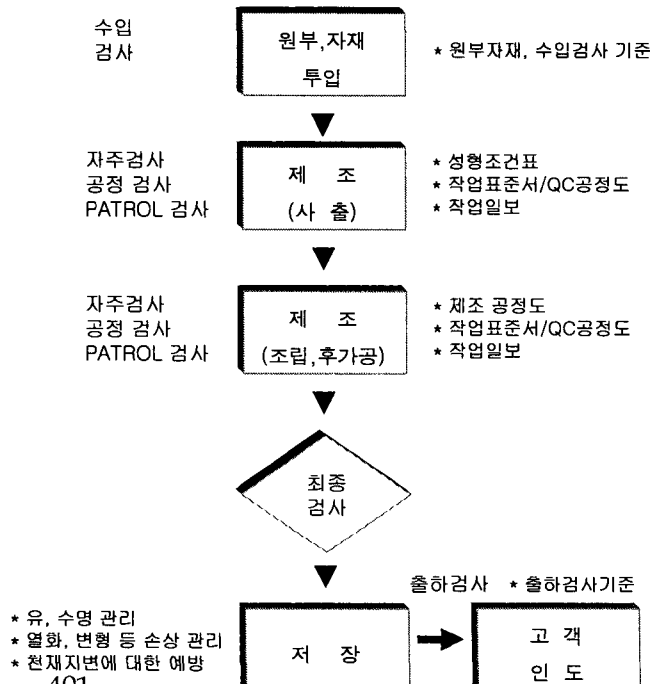 수입
검사
원부,자재
투입
* 원부자재, 수입검사 기준
자주검사
공정 검사
PATROL 검사
제 조
(사 출)
* 성형조건표
* 작업표준서/QC공정도
* 작업일보
자주검사
공정 검사
PATROL 검사
제 조
(조립,후가공)
* 제조 공정도
* 작업표준서/QC공정도
* 작업일보
최종
검사
출하검사 * 출하검사기준
* 유, 수명 관리
* 열화, 변형 등 손상 관리
* 천재지변에 대한 예방
저 장
고 객
인 도
401